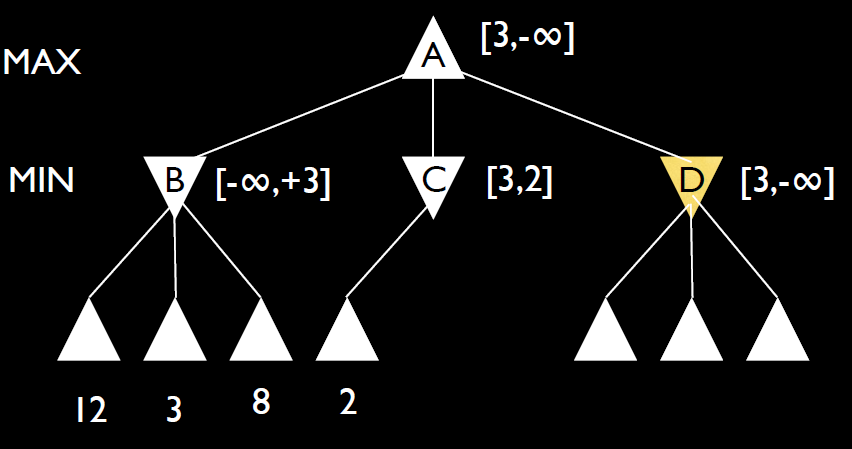 MAX
A
[3,-∞]
MIN
B
[-∞,+3]
C
[3,2]
D
[3,-∞]
12
3
8
2